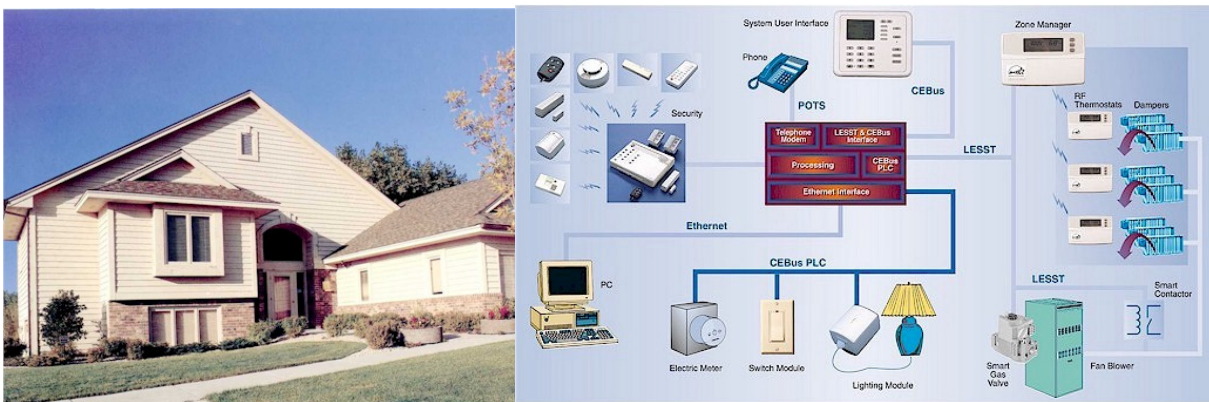 System User Interface
Zone Manager
Phone
CEBus
RF
Thermostats
Dampers
POTS
Security
Telephone
Modem
LESST & CEBus
Interface
LESST
Processing
CEBus
PLC
Ethernet Interface
Ethernet
CEBus PLC
PC
LESST
Smart
Contactor
Electric Meter
Switch Module
Lighting Module
Smart
Gas
Valve
Fan Blower